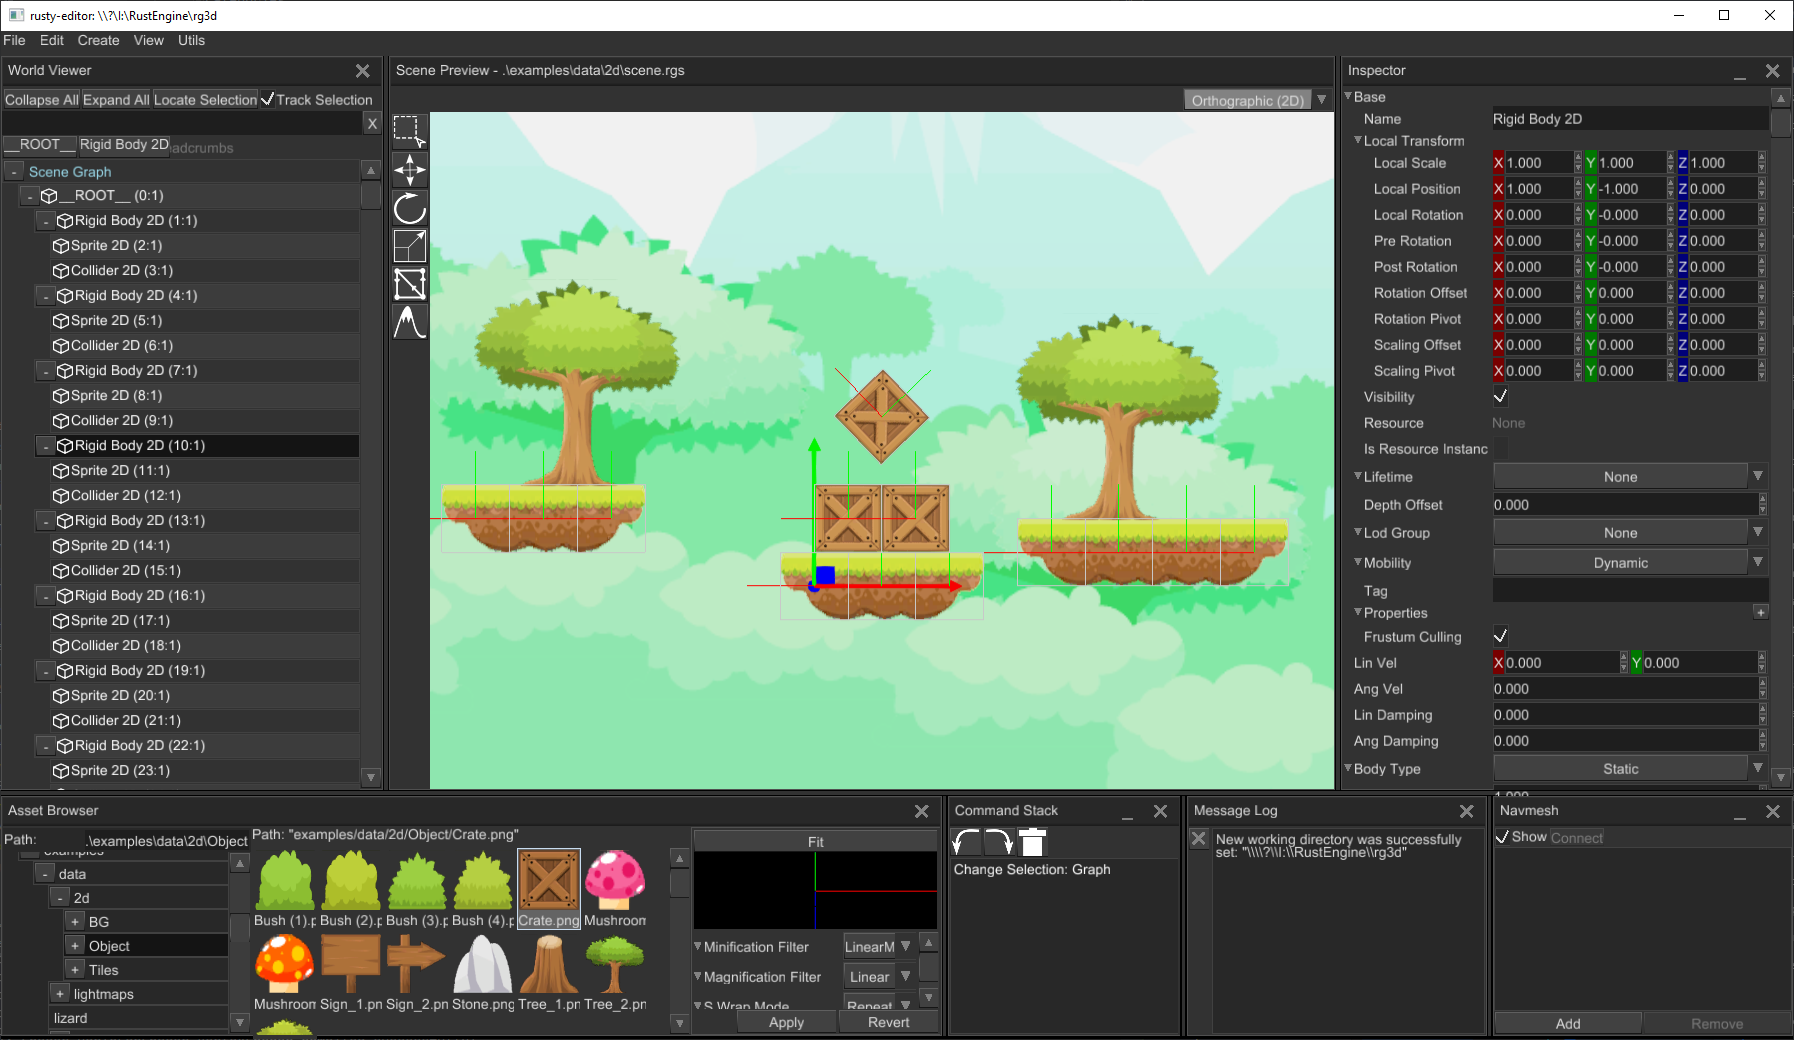 rusty-editor: \\?\I:\RustEngine\rg3d
File Edit Create View Utils
World Viewer
Collapse All Expand All Locate Selection Track Selection
X
__ROOT__ Rigid Body 2D adcrumbs
- Scene Graph
- __ROOT__ (0:1)
- Rigid Body 2D (1:1)
Sprite 2D (2:1)
Collider 2D (3:1)
- Rigid Body 2D (4:1)
Sprite 2D (5:1)
Collider 2D (6:1)
- Rigid Body 2D (7:1)
Sprite 2D (8:1)
Collider 2D (9:1)
- Rigid Body 2D (10:1)
Sprite 2D (11:1)
Collider 2D (12:1)
- Rigid Body 2D (13:1)
Sprite 2D (14:1)
Collider 2D (15:1)
- Rigid Body 2D (16:1)
Sprite 2D (17:1)
Collider 2D (18:1)
- Rigid Body 2D (19:1)
Sprite 2D (20:1)
Collider 2D (21:1)
- Rigid Body 2D (22:1)
Sprite 2D (23:1)
Scene Preview - .\examples\data\2d\scene.rgs
Orthographic (2D)
Inspector
Base
Name Rigid Body 2D
Local Transform
Local Scale X 1.000 Y 1.000 Z 1.000
Local Position X 1.000 Y -1.000 Z 0.000
Local Rotation X 0.000 Y -0.000 Z 0.000
Pre Rotation X 0.000 Y -0.000 Z 0.000
Post Rotation X 0.000 Y -0.000 Z 0.000
Rotation Offset X 0.000 Y 0.000 Z 0.000
Rotation Pivot X 0.000 Y 0.000 Z 0.000
Scaling Offset X 0.000 Y 0.000 Z 0.000
Scaling Pivot X 0.000 Y 0.000 Z 0.000
Visibility
Resource None
Is Resource Instanc
Lifetime None
Depth Offset 0.000
Lod Group None
Mobility Dynamic
Tag
Properties +
Frustum Culling
Lin Vel X 0.000 Y 0.000
Ang Vel 0.000
Lin Damping 0.000
Ang Damping 0.000
Body Type Static
1.000
Asset Browser
Path: .\examples\data\2d\Object
examples
- data
- 2d
+ BG
+ Object
+ Tiles
+ lightmaps
lizard
Path: "examples/data/2d/Object/Crate.png"
Bush (1).p Bush (2).p Bush (3).p Bush (4).p Crate.png Mushroom
Mushroom Sign_1.pn Sign_2.pn Stone.png Tree_1.pn Tree_2.pn
Fit
Minification Filter LinearM
Magnification Filter Linear
S Wrap Mode Repeat
Apply Revert
Command Stack
Change Selection: Graph
Message Log
New working directory was successfully
set: "\\\\?\\I:\\RustEngine\\rg3d"
Navmesh
Show Connect
Add Remove